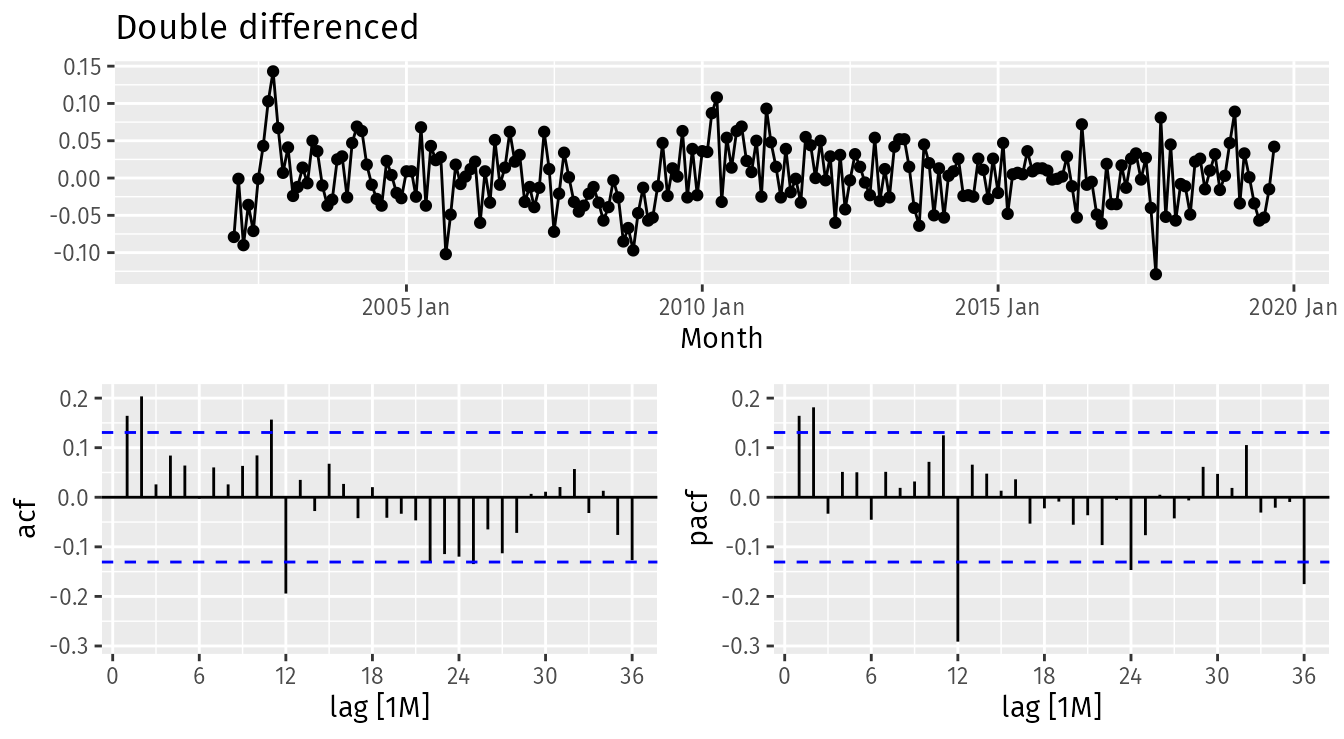 Double differenced
0.15
0.10
0.05
0.00
-0.05
-0.10
2005 Jan 2010 Jan 2015 Jan 2020 Jan
Month
0.2
0.1
0.0
-0.1
-0.2
-0.3
acf
0 6 12 18 24 30 36
lag [1M]
0.2
0.1
0.0
-0.1
-0.2
-0.3
pacf
0 6 12 18 24 30 36
lag [1M]